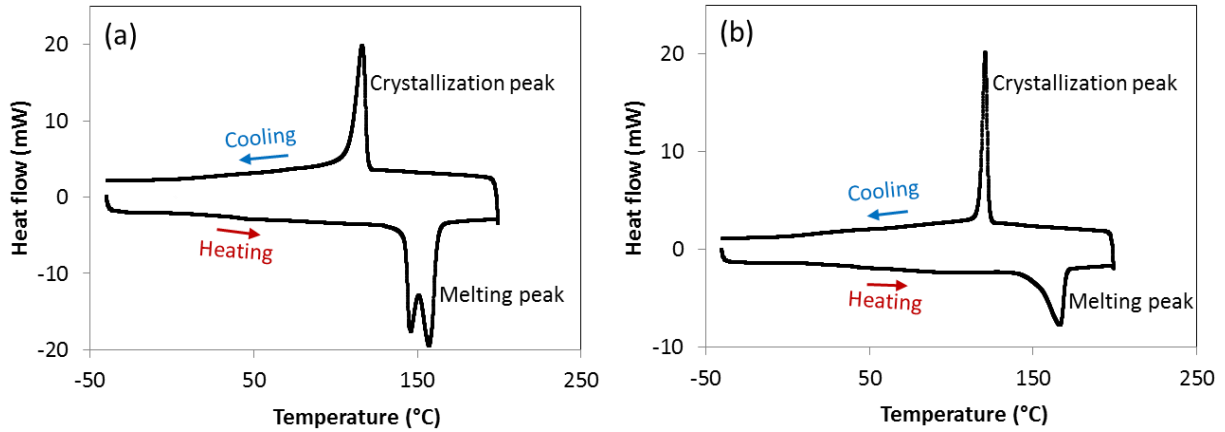 (a)
20
10
0
-10
-20
Heat flow (mW)
Crystallization peak
Cooling
Heating
Melting peak
-50
50
150
250
Temperature (°C)
(b)
20
10
0
-10
Heat flow (mW)
Crystallization peak
Cooling
Heating
Melting peak
-50
50
150
250
Temperature (°C)